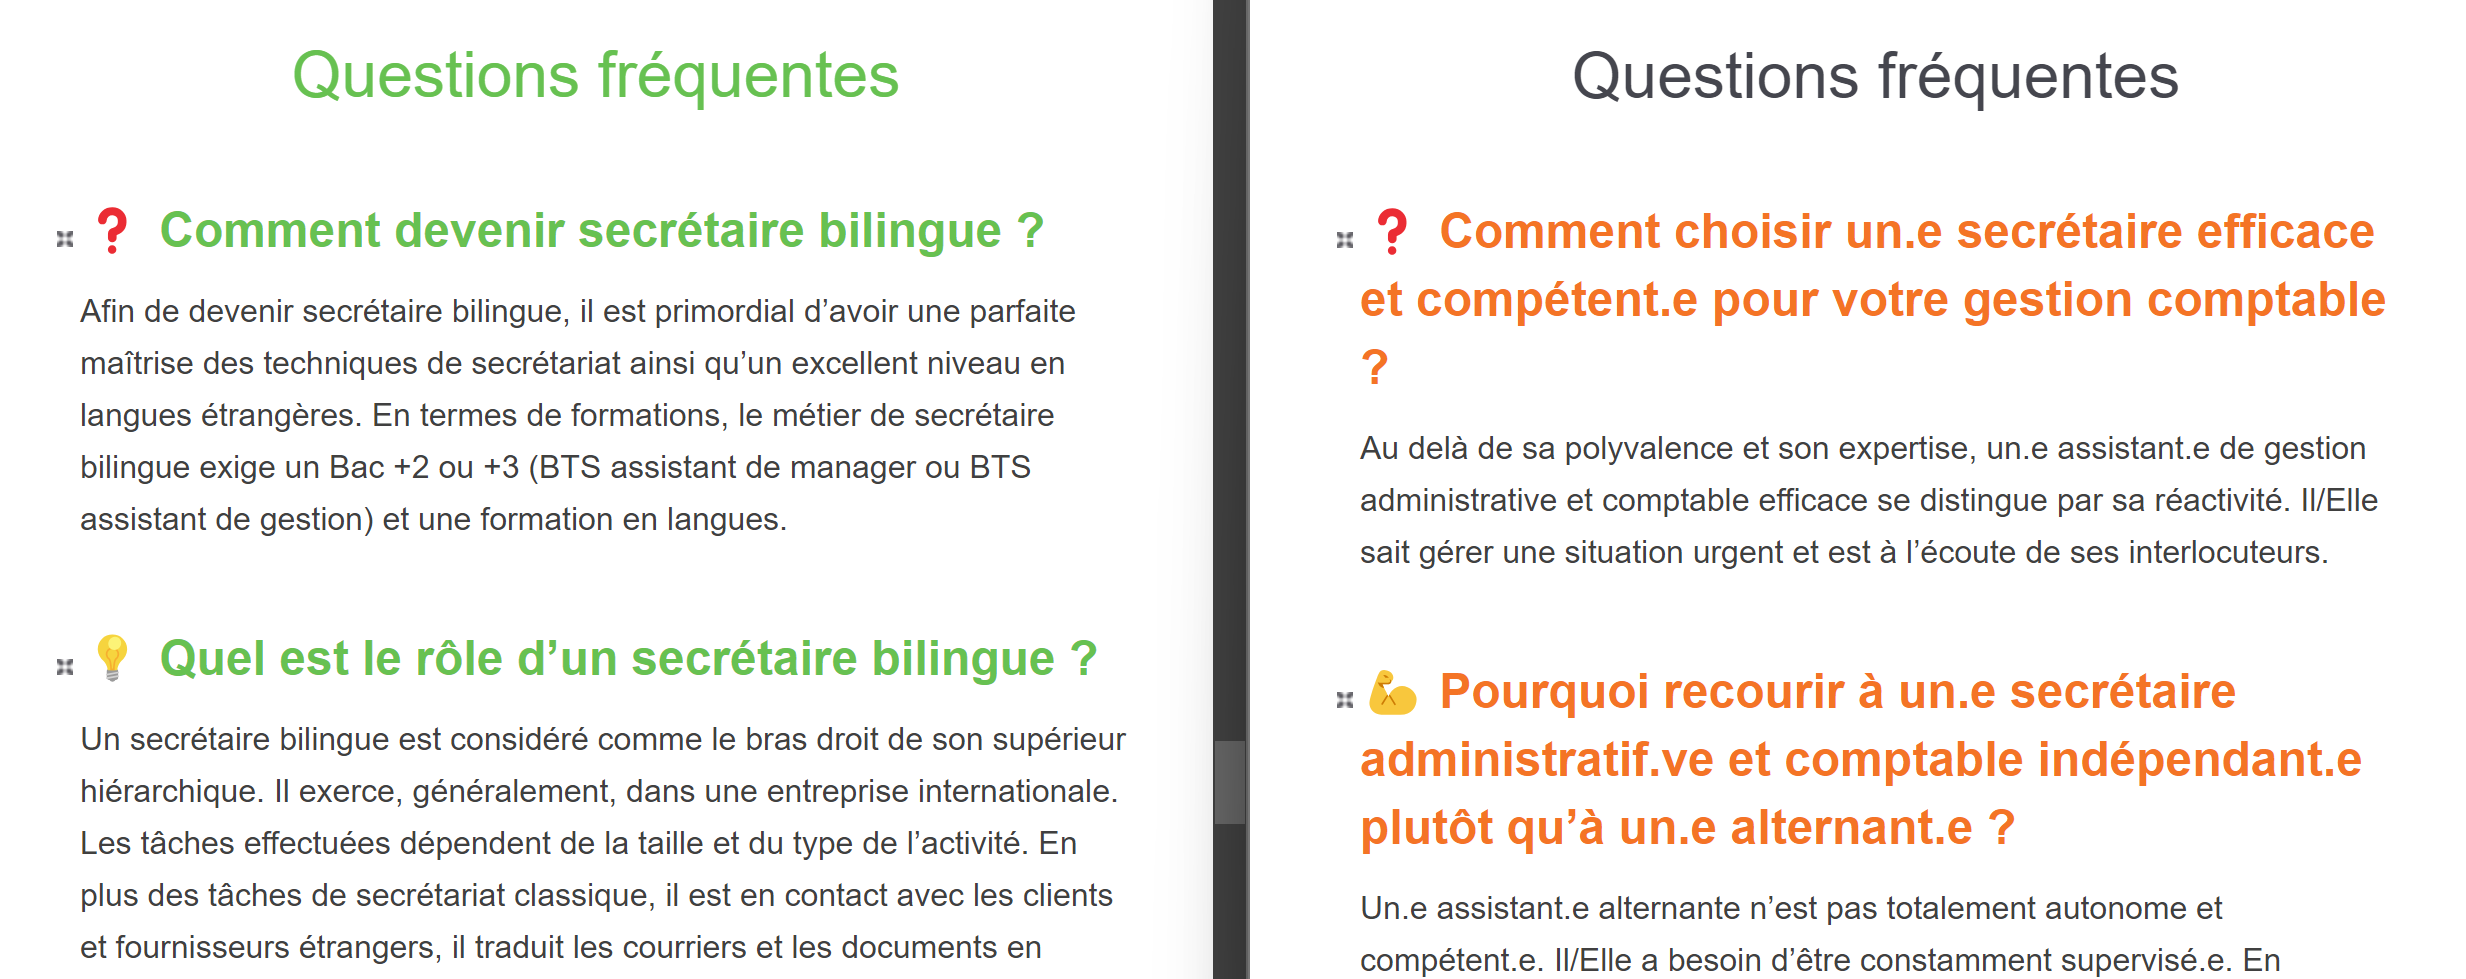 Questions fréquentes
❓ Comment devenir secrétaire bilingue ?
Afin de devenir secrétaire bilingue, il est primordial d’avoir une parfaite
maîtrise des techniques de secrétariat ainsi qu’un excellent niveau en
langues étrangères. En termes de formations, le métier de secrétaire
bilingue exige un Bac +2 ou +3 (BTS assistant de manager ou BTS
assistant de gestion) et une formation en langues.
💡 Quel est le rôle d’un secrétaire bilingue ?
Un secrétaire bilingue est considéré comme le bras droit de son supérieur
hiérarchique. Il exerce, généralement, dans une entreprise internationale.
Les tâches effectuées dépendent de la taille et du type de l’activité. En
plus des tâches de secrétariat classique, il est en contact avec les clients
et fournisseurs étrangers, il traduit les courriers et les documents en
Questions fréquentes
❓ Comment choisir un.e secrétaire efficace
et compétent.e pour votre gestion comptable
?
Au delà de sa polyvalence et son expertise, un.e assistant.e de gestion
administrative et comptable efficace se distingue par sa réactivité. Il/Elle
sait gérer une situation urgent et est à l’écoute de ses interlocuteurs.
💪 Pourquoi recourir à un.e secrétaire
administratif.ve et comptable indépendant.e
plutôt qu’à un.e alternant.e ?
Un.e assistant.e alternante n’est pas totalement autonome et
compétent.e. Il/Elle a besoin d’être constamment supervisé.e. En